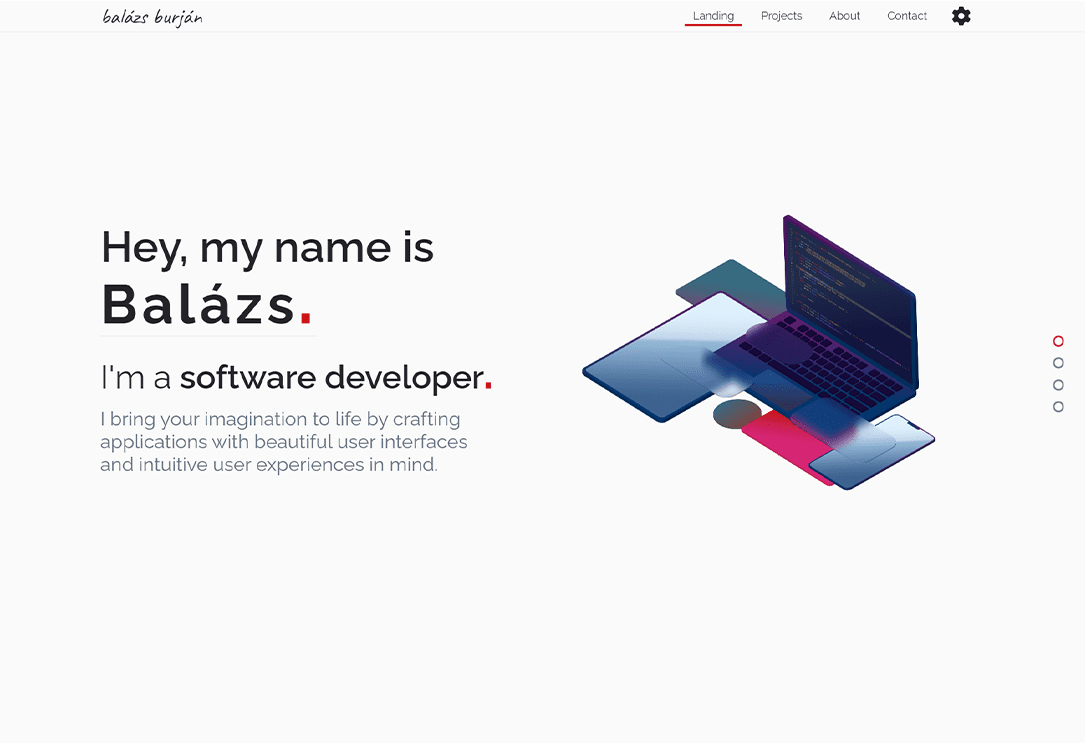 balázs burján
Landing Projects About Contact
Hey, my name is
Balázs.
I'm a software developer.
I bring your imagination to life by crafting
applications with beautiful user interfaces
and intuitive user experiences in mind.